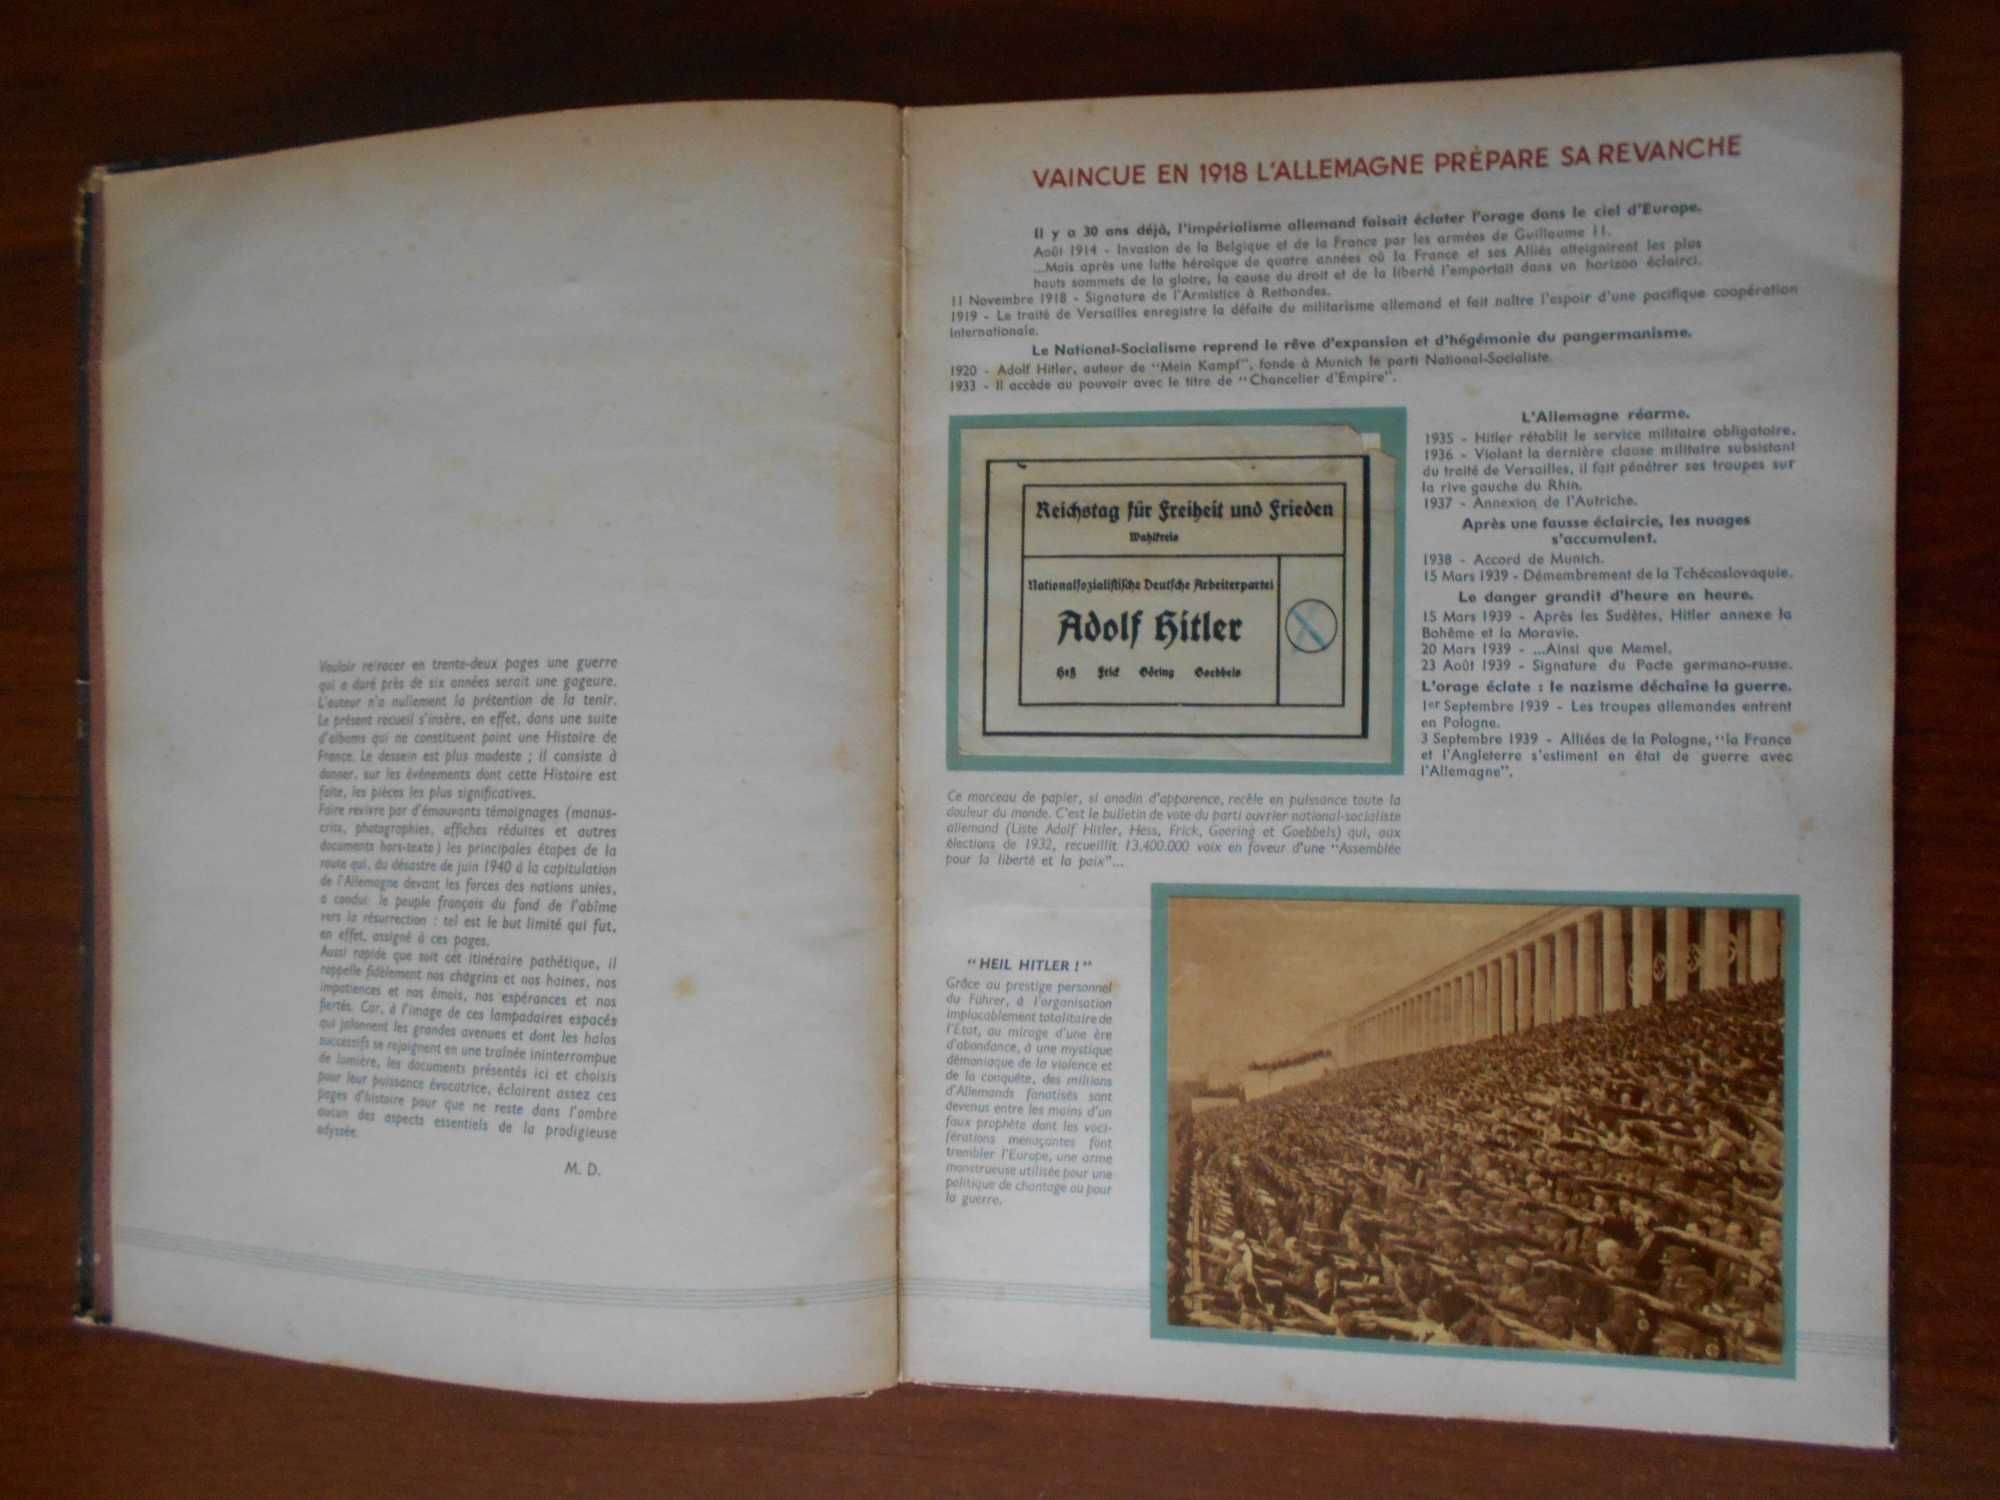 Vouloir retracer en trente-deux pages une guerre
qui a duré près de six années serait une gageure.
L'auteur n'a nullement la prétention de la tenir.
Le présent recueil s'insère, en effet, dans une suite
d'albums qui ne constituent point une Histoire de
France. Le dessein est plus modeste ; il consiste à
donner, sur les événements dont cette Histoire est
faite, les pièces les plus significatives.
Faire revivre par d'émouvants témoignages (manus-
crits, photographies, affiches réduites et autres
documents hors-texte) les principales étapes de la
route qui, du désastre de juin 1940 à la capitulation
de l'Allemagne devant les forces des nations unies,
a condui le peuple français du fond de l'abîme
vers la résurrection : tel est le but limité qui fut,
en effet, assigné à ces pages.
Aussi rapide que soit cet itinéraire pathétique, il
rappelle fidèlement nos chagrins et nos haines, nos
impatiences et nos émois, nos espérances et nos
fiertés. Car, à l'image de ces lampadaires espacés
qui jalonnent les grandes avenues et dont les halos
successifs se rejoignent en une traînée ininterrompue
de lumière, les documents présentés ici et choisis
pour leur puissance évocatrice, éclairent assez ces
pages d'histoire pour que ne reste dans l'ombre
aucun des aspects essentiels de la prodigieuse
odyssée.
M. D.
VAINCUE EN 1918 L'ALLEMAGNE PRÉPARE SA REVANCHE
Il y a 30 ans déjà, l'impérialisme allemand faisait éclater l'orage dans le ciel d'Europe.
Août 1914 - Invasion de la Belgique et de la France par les armées de Guillaume II.
...Mais après une lutte héroïque de quatre années où la France et ses Alliés atteignirent les plus
hauts sommets de la gloire, la cause du droit et de la liberté l'emportait dans un horizon éclairci.
11 Novembre 1918 - Signature de l'Armistice à Rethondes.
1919 - Le traité de Versailles enregistre la défaite du militarisme allemand et fait naître l'espoir d'une pacifique coopération
internationale.
Le National-Socialisme reprend le rêve d'expansion et d'hégémonie du pangermanisme.
1920 - Adolf Hitler, auteur de "Mein Kampf", fonde à Munich le parti National-Socialiste.
1933 - Il accède au pouvoir avec le titre de "Chancelier d'Empire".
Reichstag für Freiheit und Frieden
Wahlkreis
Nationalsozialistische Deutsche Arbeiterpartei
Adolf Hitler
Heß Frick Göring Goebbels
L'Allemagne réarme.
1935 - Hitler rétablit le service militaire obligatoire.
1936 - Violant la dernière clause militaire subsistant
du traité de Versailles, il fait pénétrer ses troupes sur
la rive gauche du Rhin.
1937 - Annexion de l'Autriche.
Après une fausse éclaircie, les nuages
s'accumulent.
1938 - Accord de Munich.
15 Mars 1939 - Démembrement de la Tchécoslovaquie.
Le danger grandit d'heure en heure.
15 Mars 1939 - Après les Sudètes, Hitler annexe la
Bohême et la Moravie.
20 Mars 1939 - ...Ainsi que Memel.
23 Août 1939 - Signature du Pacte germano-russe.
L'orage éclate : le nazisme déchaîne la guerre.
1er Septembre 1939 - Les troupes allemandes entrent
en Pologne.
3 Septembre 1939 - Alliées de la Pologne, "la France
et l'Angleterre s'estiment en état de guerre avec
l'Allemagne".
Ce morceau de papier, si anodin d'apparence, recèle en puissance toute la
douleur du monde. C'est le bulletin de vote du parti ouvrier national-socialiste
allemand (Liste Adolf Hitler, Hess, Frick, Goering et Goebbels) qui, aux
élections de 1932, recueillit 13.400.000 voix en faveur d'une "Assemblée
pour la liberté et la paix"...
"HEIL HITLER !"
Grâce au prestige personnel
du Führer, à l'organisation
implacablement totalitaire de
l'État, au mirage d'une ère
d'abondance, à une mystique
démoniaque de la violence et
de la conquête, des millions
d'Allemands fanatisés sont
devenus entre les mains d'un
faux prophète dont les voci-
férations menaçantes font
trembler l'Europe, une arme
monstrueuse utilisée pour une
politique de chantage ou pour
la guerre.